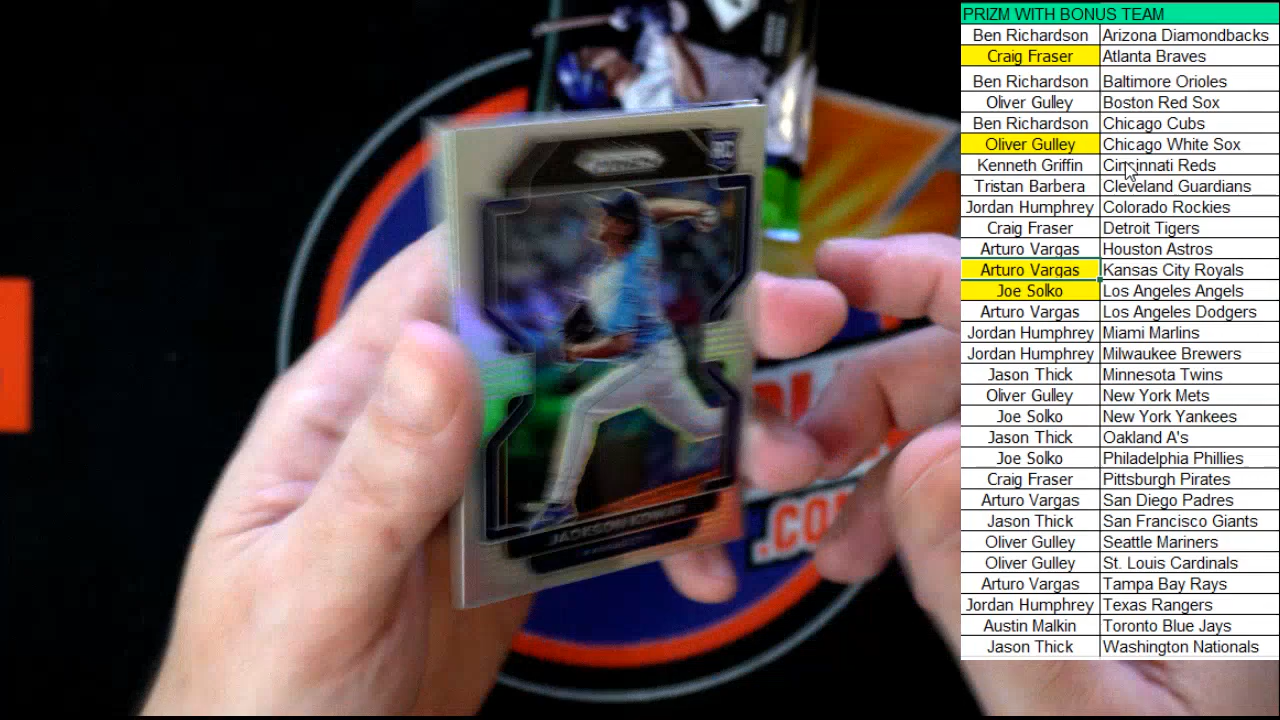 PRIZM WITH BONUS TEAM
Ben Richardson Arizona Diamondbacks
Craig Fraser Atlanta Braves
Ben Richardson Baltimore Orioles
Oliver Gulley Boston Red Sox
Ben Richardson Chicago Cubs
Oliver Gulley Chicago White Sox
Kenneth Griffin Cincinnati Reds
Tristan Barbera Cleveland Guardians
Jordan Humphrey Colorado Rockies
Craig Fraser Detroit Tigers
Arturo Vargas Houston Astros
Arturo Vargas Kansas City Royals
Joe Solko Los Angeles Angels
Arturo Vargas Los Angeles Dodgers
Jordan Humphrey Miami Marlins
Jordan Humphrey Milwaukee Brewers
Jason Thick Minnesota Twins
Oliver Gulley New York Mets
Joe Solko New York Yankees
Jason Thick Oakland A's
Joe Solko Philadelphia Phillies
Craig Fraser Pittsburgh Pirates
Arturo Vargas San Diego Padres
Jason Thick San Francisco Giants
Oliver Gulley Seattle Mariners
Oliver Gulley St. Louis Cardinals
Arturo Vargas Tampa Bay Rays
Jordan Humphrey Texas Rangers
Austin Malkin Toronto Blue Jays
Jason Thick Washington Nationals
PRIZM
RC
JACKSON KOWAR
.CO